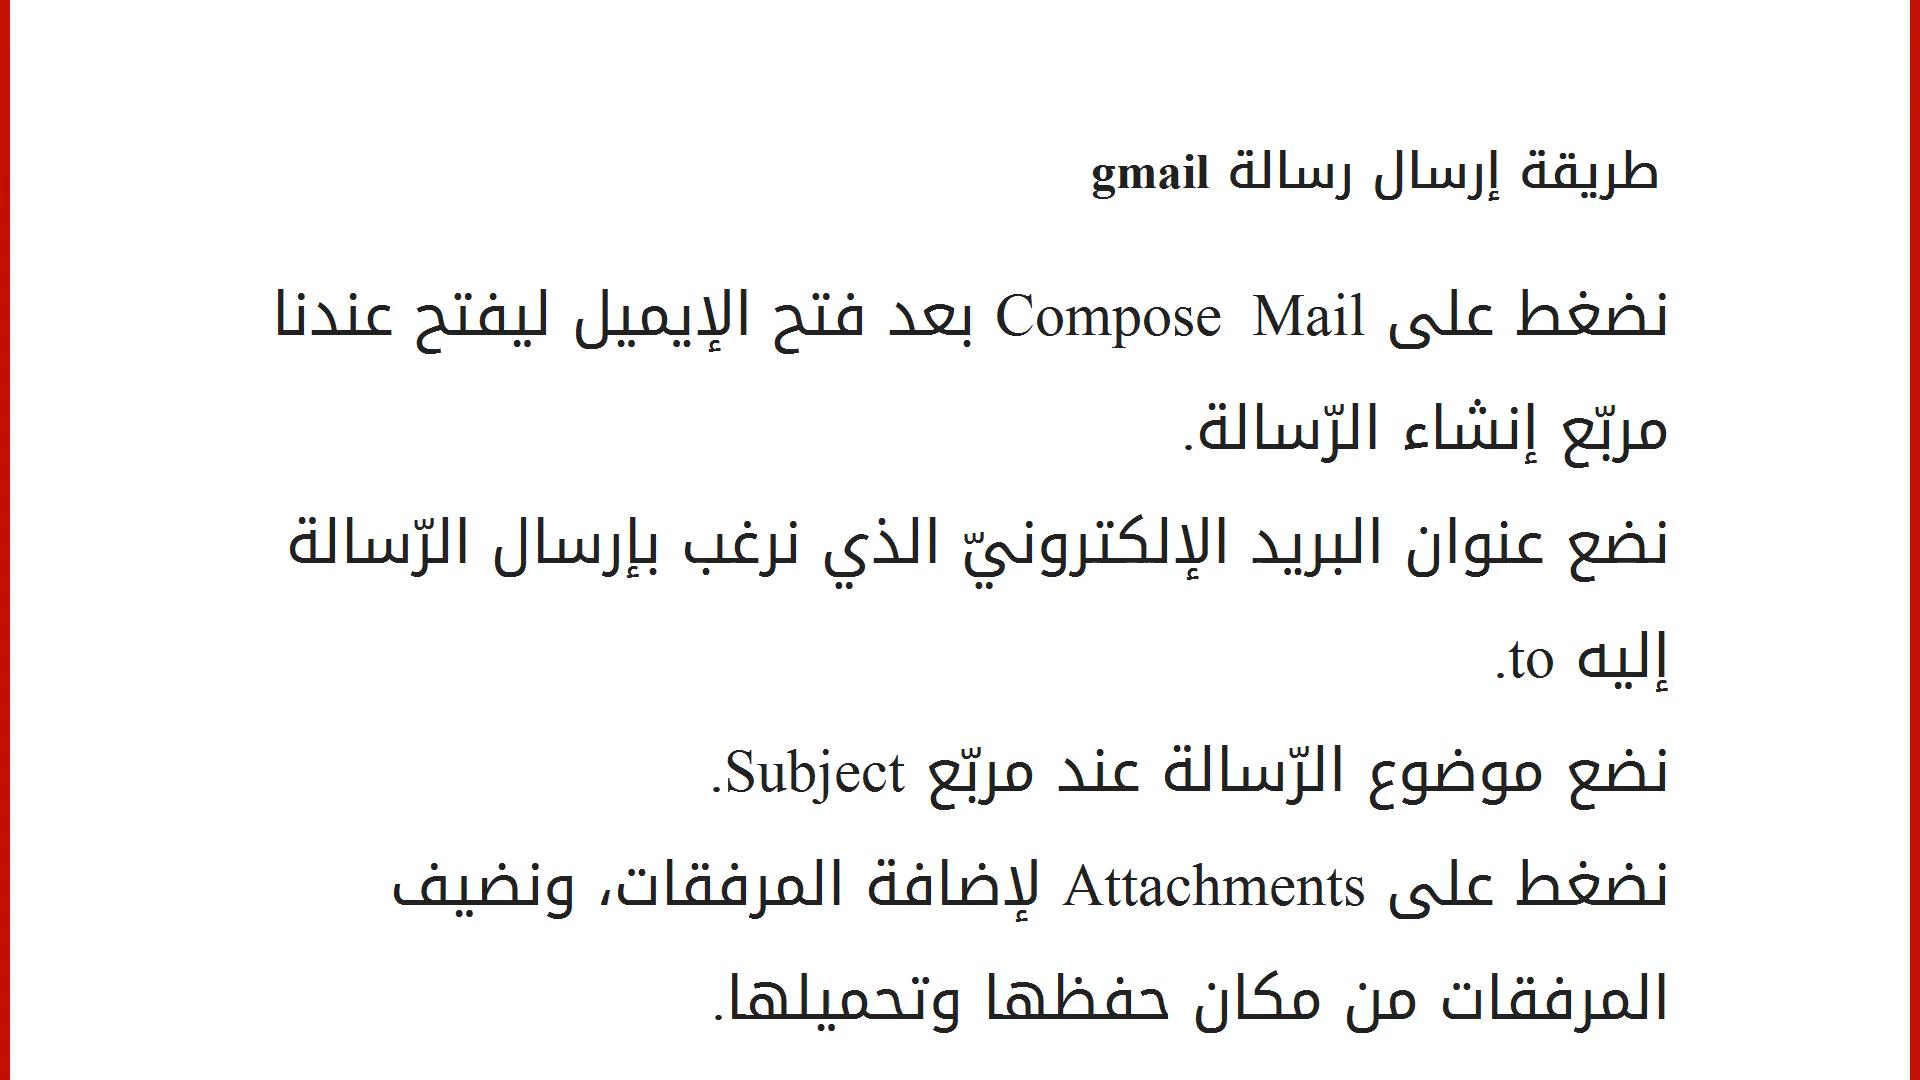 طريقة إرسال رسالة gmail
نضغط على Compose Mail بعد فتح الإيميل ليفتح عندنا
مربّع إنشاء الرّسالة.
نضع عنوان البريد الإلكترونيّ الذي نرغب بإرسال الرّسالة
إليه to.
نضع موضوع الرّسالة عند مربّع Subject.
نضغط على Attachments لإضافة المرفقات، ونضيف
المرفقات من مكان حفظها وتحميلها.